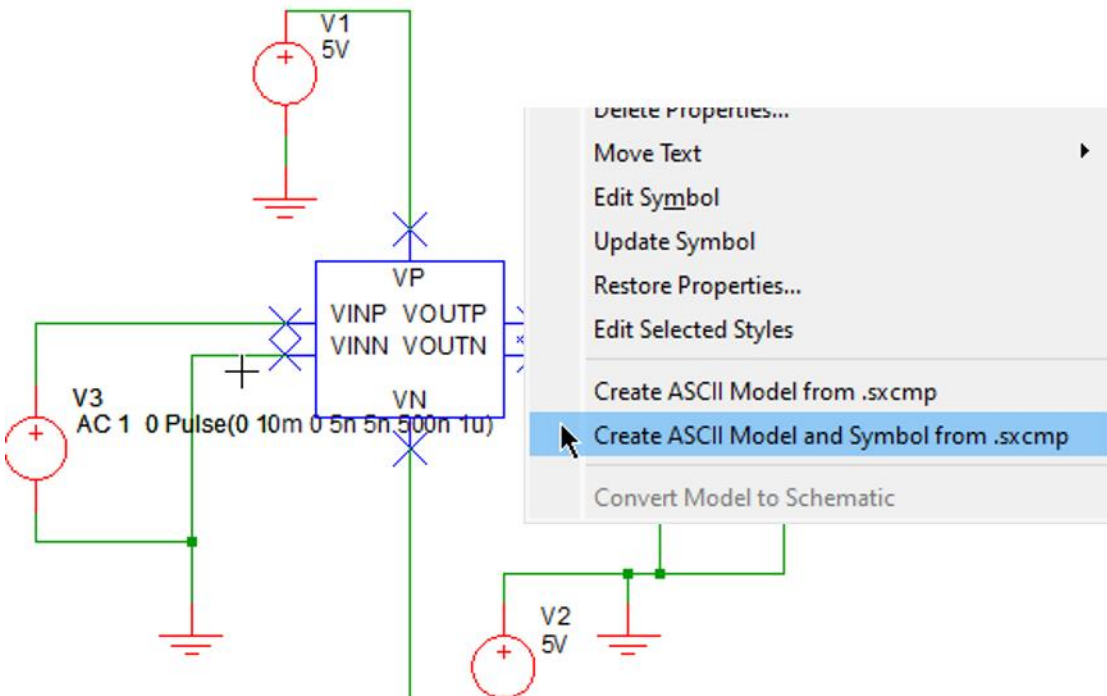 V1
5V
Delete Properties...
Move Text
Edit Symbol
Update Symbol
Restore Properties...
Edit Selected Styles
Create ASCII Model from .sxcmp
Create ASCII Model and Symbol from .sxcmp
Convert Model to Schematic
VP
VINP VOUTP
VINN VOUTN
VN
V3
AC 1 0 Pulse(0 10m 0 5n 5n 500n 1u)
V2
5V